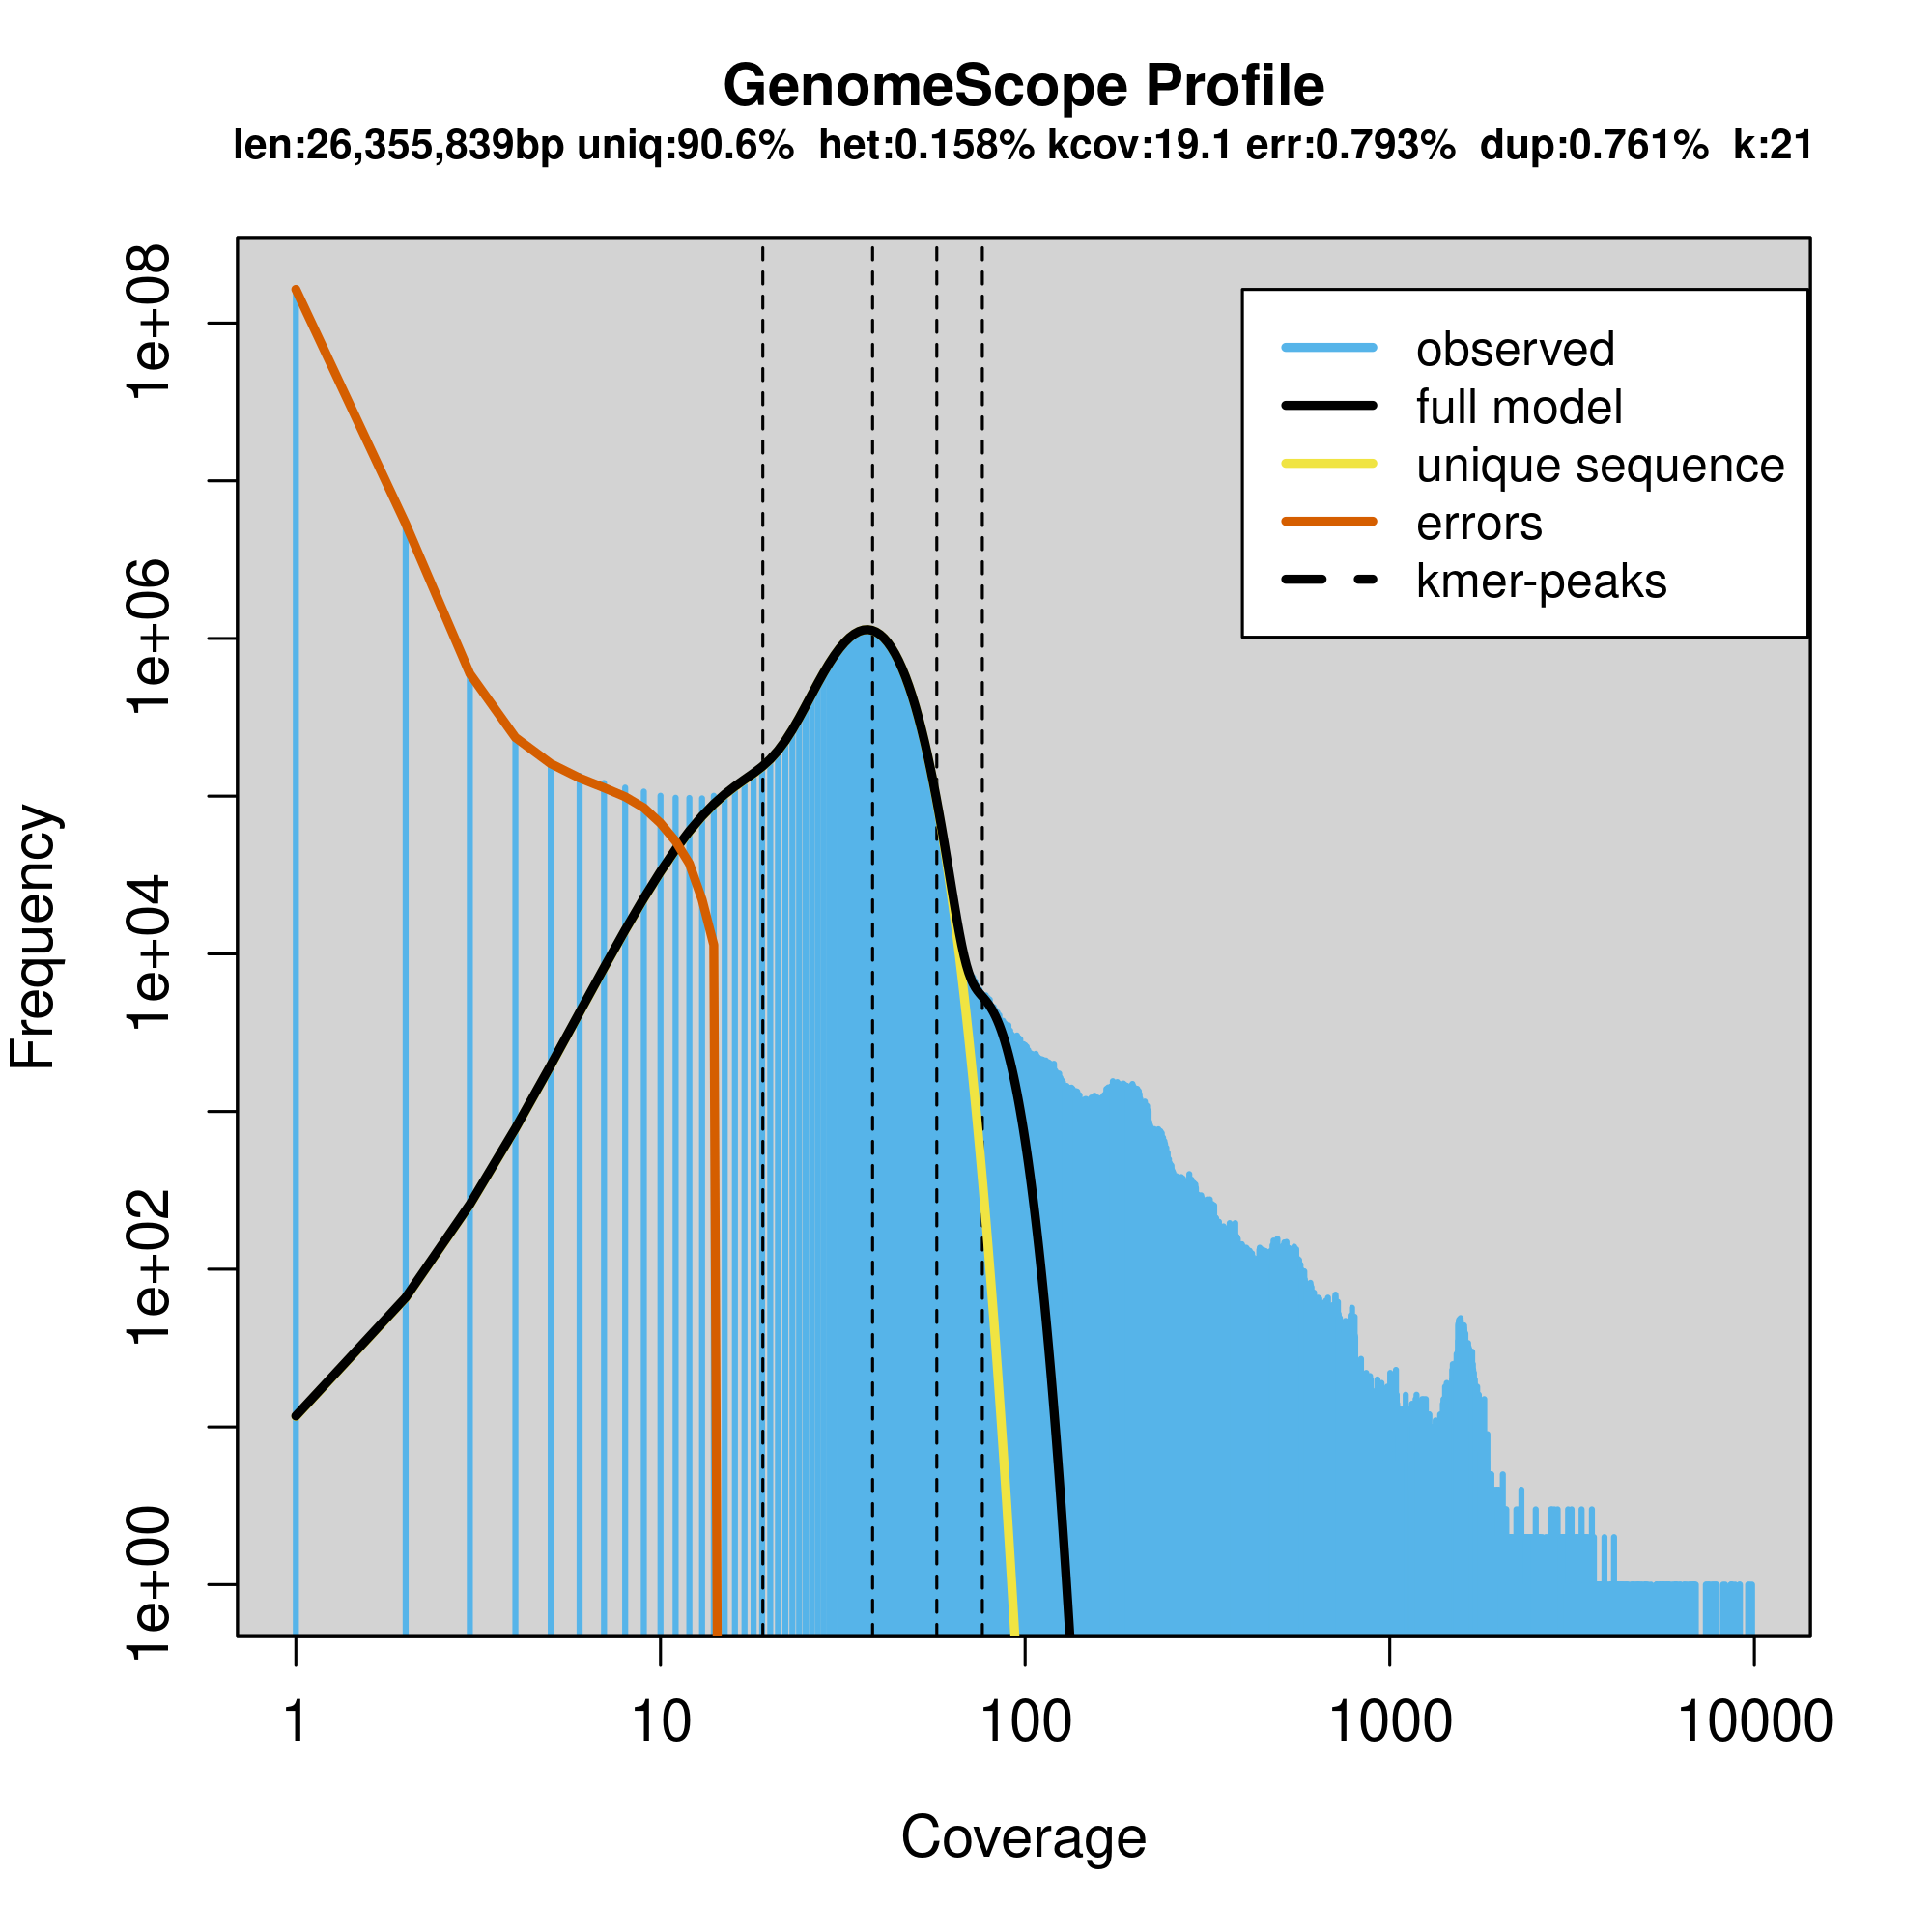 GenomeScope Profile
len:26,355,839bp uniq:90.6% het:0.158% kcov:19.1 err:0.793% dup:0.761% k:21
1e+08
1e+06
1e+04
1e+02
1e+00
Frequency
observed
full model
unique sequence
errors
kmer-peaks
1 10 100 1000 10000
Coverage